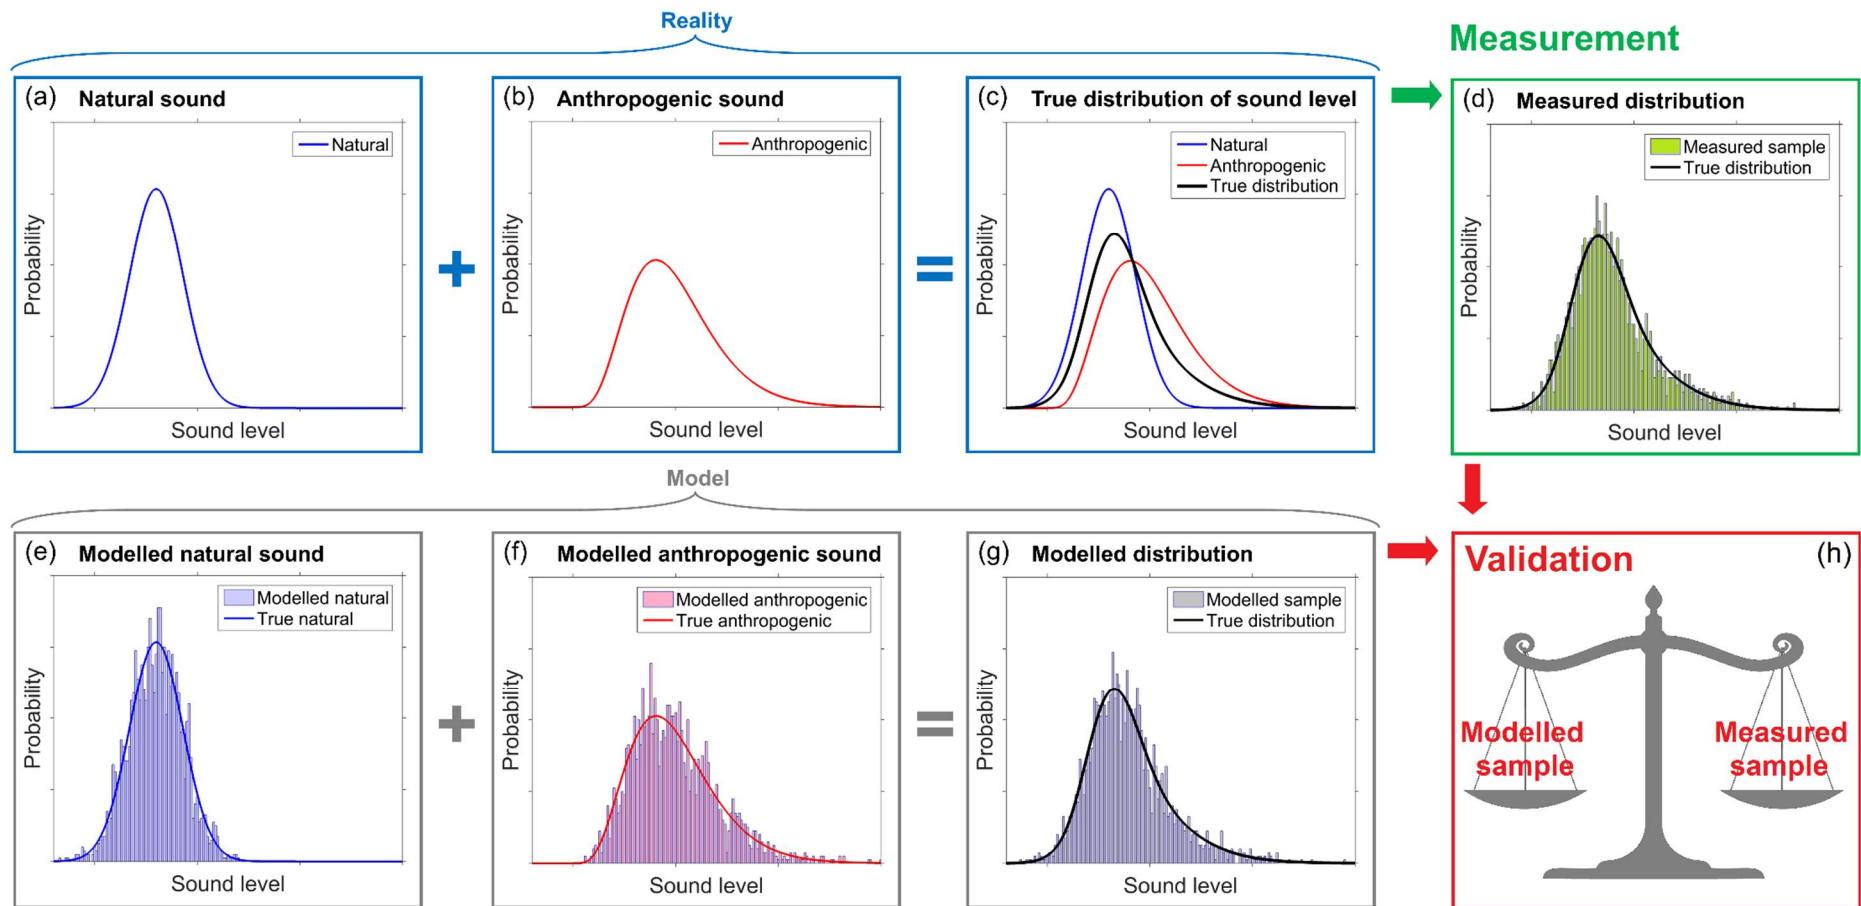 Reality
Measurement
(a) Natural sound
Natural
Probability
Sound level
+
(b) Anthropogenic sound
Anthropogenic
Probability
Sound level
=
(c) True distribution of sound level
Natural
Anthropogenic
True distribution
Probability
Sound level
(d) Measured distribution
Measured sample
True distribution
Probability
Sound level
Model
(e) Modelled natural sound
Modelled natural
True natural
Probability
Sound level
+
(f) Modelled anthropogenic sound
Modelled anthropogenic
True anthropogenic
Probability
Sound level
=
(g) Modelled distribution
Modelled sample
True distribution
Probability
Sound level
Validation (h)
Modelled
sample
Measured
sample